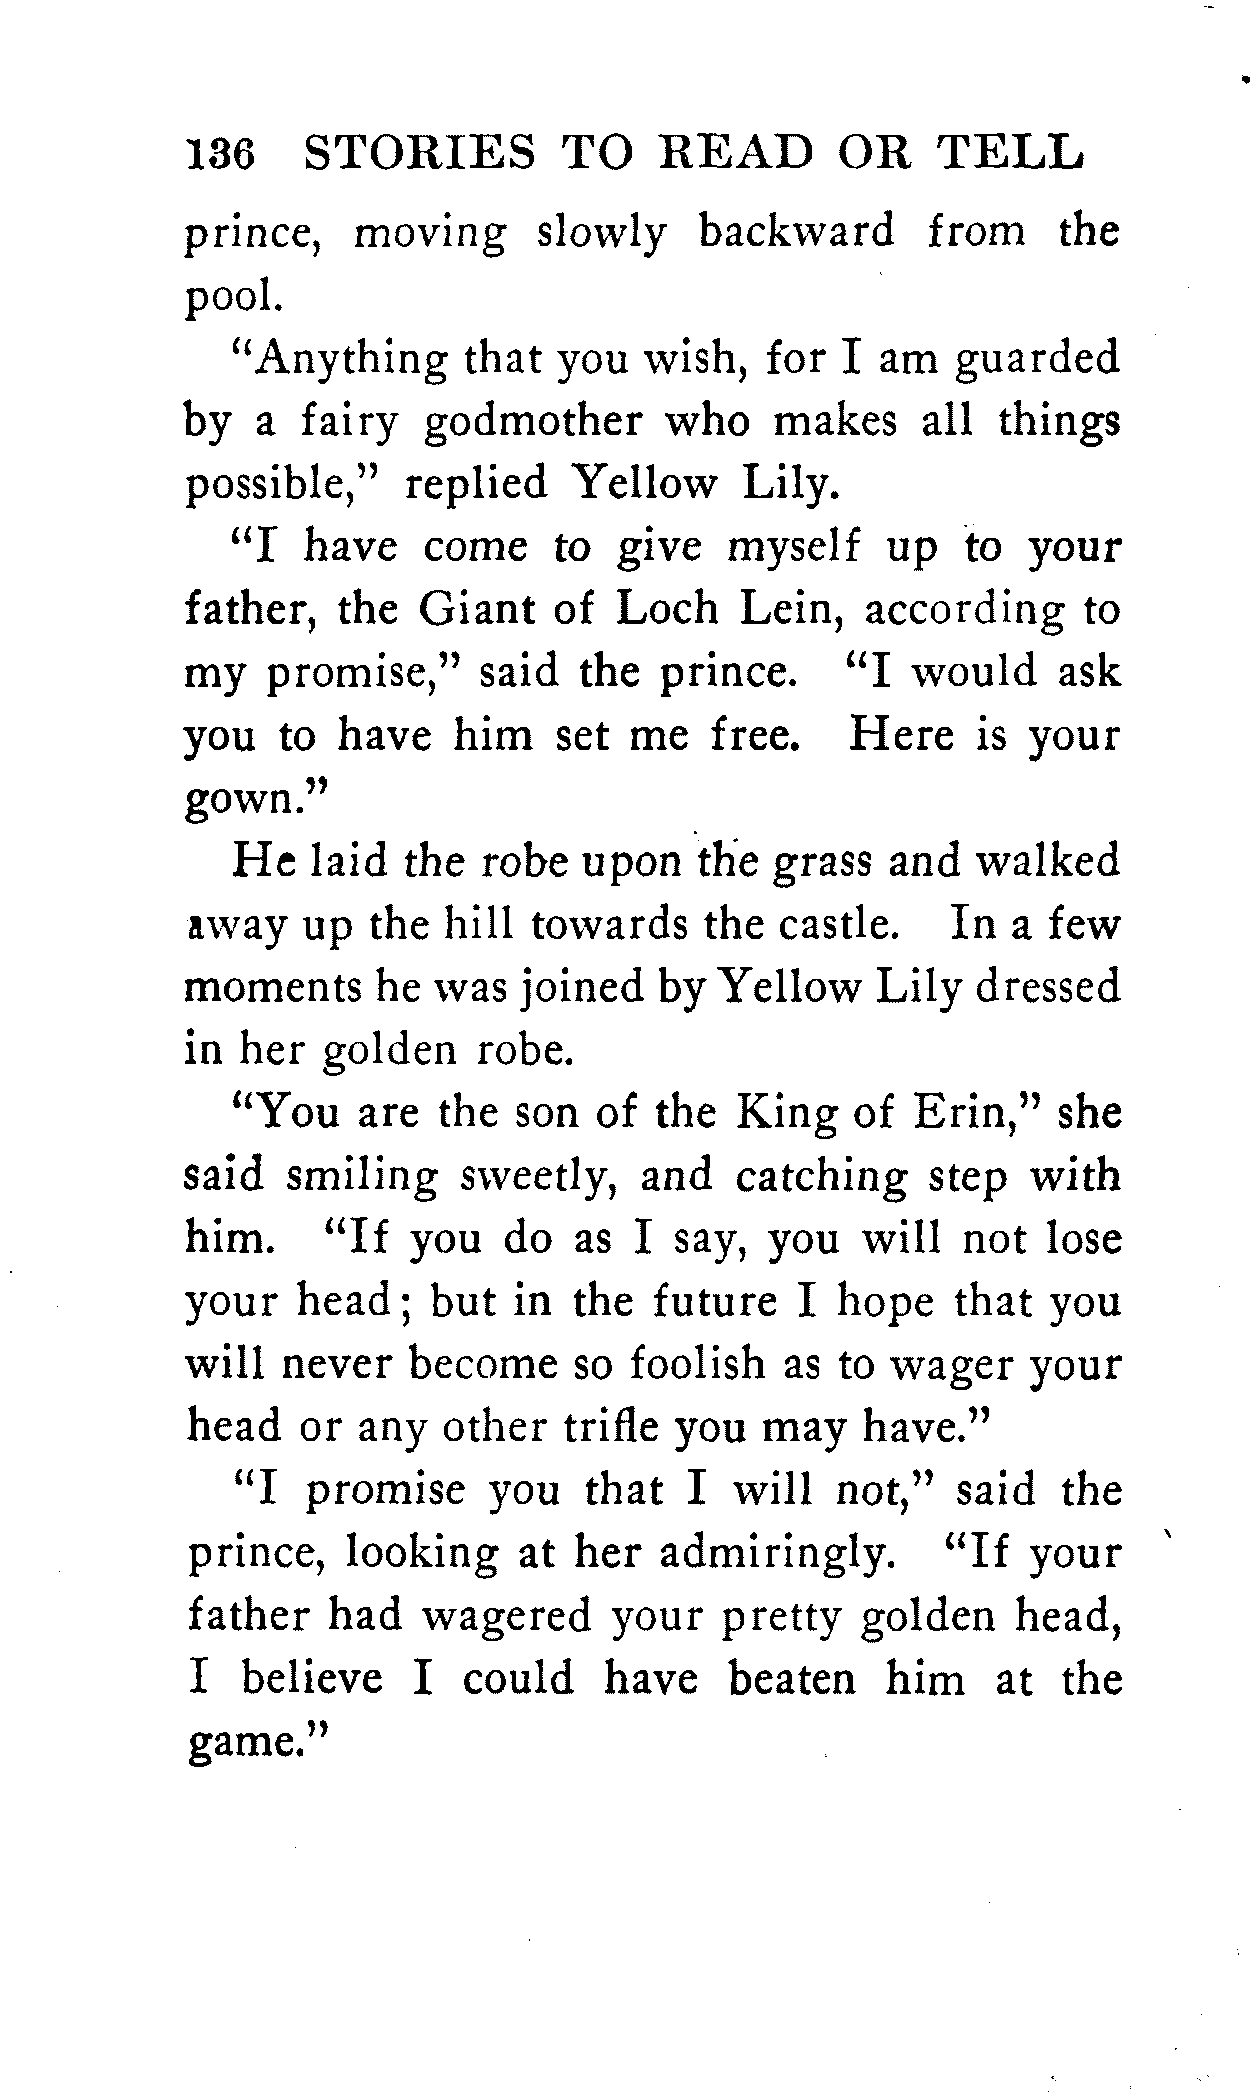 136 STORIES TO READ OR TELL
prince, moving slowly backward from the
pool.
"Anything that you wish, for I am guarded
by a fairy godmother who makes all things
possible," replied Yellow Lily.
"I have come to give myself up to your
father, the Giant of Loch Lein, according to
my promise," said the prince. "I would ask
you to have him set me free. Here is your
gown."
He laid the robe upon the grass and walked
away up the hill towards the castle. In a few
moments he was joined by Yellow Lily dressed
in her golden robe.
"You are the son of the King of Erin," she
said smiling sweetly, and catching step with
him. "If you do as I say, you will not lose
your head; but in the future I hope that you
will never become so foolish as to wager your
head or any other trifle you may have."
"I promise you that I will not," said the
prince, looking at her admiringly. "If your
father had wagered your pretty golden head,
I believe I could have beaten him at the
game."